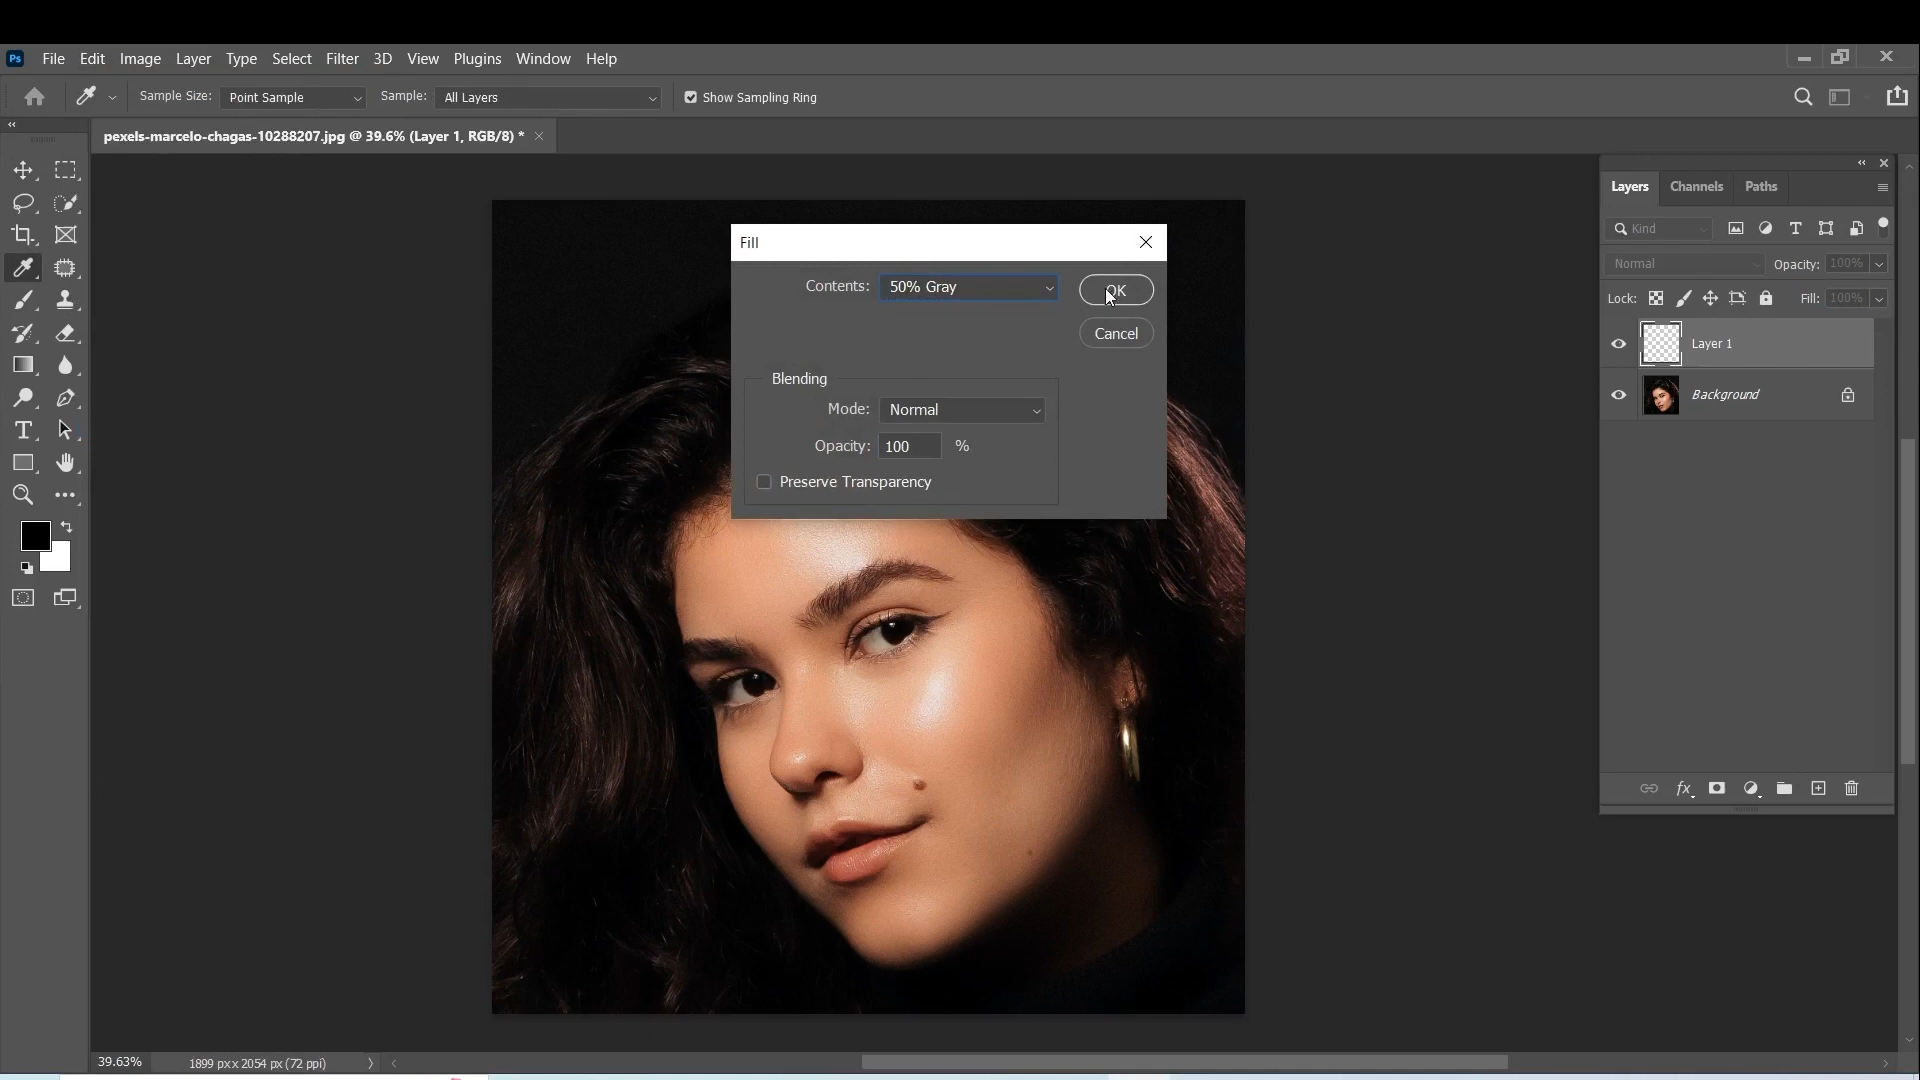 Ps File Edit Image Layer Type Select Filter 3D View Plugins Window Help
Sample Size: Point Sample Sample: All Layers Show Sampling Ring
pexels-marcelo-chagas-10288207.jpg @ 39.6% (Layer 1, RGB/8) *
Fill
Contents: 50% Gray
OK
Cancel
Blending
Mode: Normal
Opacity: 100 %
Preserve Transparency
Layers Channels Paths
Kind
Normal Opacity: 100%
Lock: Fill: 100%
Layer 1
Background
fx
39.63% 1899 px x 2054 px (72 ppi)